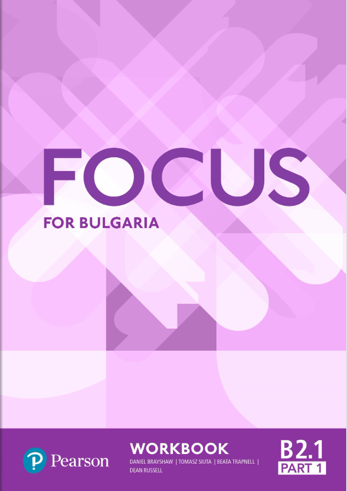 FOCUS
FOR BULGARIA
Pearson
WORKBOOK
DANIEL BRAYSHAW | TOMASZ SIUTA | BEATA TRAPNELL |
DEAN RUSSELL
B2.1
PART 1